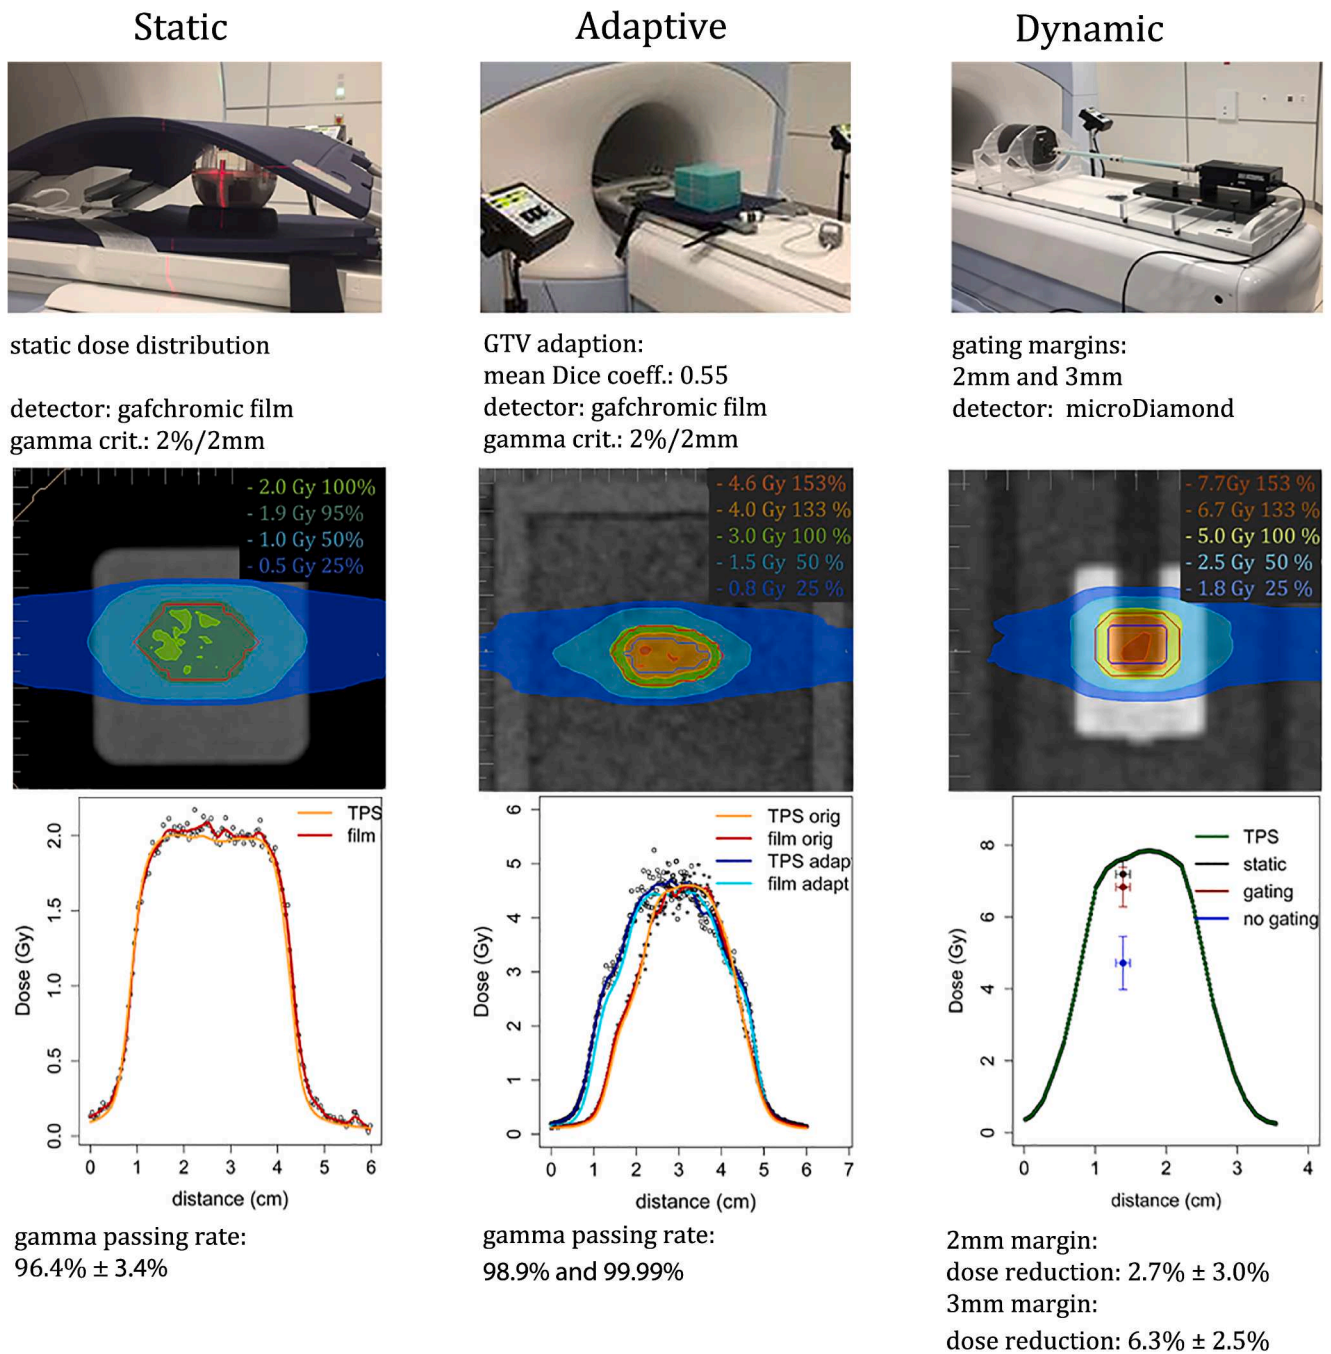 Static
Adaptive
Dynamic
static dose distribution
detector: gafchromic film
gamma crit.: 2%/2mm
GTV adaption:
mean Dice coeff.: 0.55
detector: gafchromic film
gamma crit.: 2%/2mm
gating margins:
2mm and 3mm
detector: microDiamond
- 2.0 Gy 100%
- 1.9 Gy 95%
- 1.0 Gy 50%
- 0.5 Gy 25%
- 4.6 Gy 153%
- 4.0 Gy 133 %
- 3.0 Gy 100 %
- 1.5 Gy 50 %
- 0.8 Gy 25 %
- 7.7Gy 153 %
- 6.7 Gy 133 %
- 5.0 Gy 100 %
- 2.5 Gy 50 %
- 1.8 Gy 25 %
TPS
film
Dose (Gy)
2.0
1.5
1.0
0.5
0.0
0 1 2 3 4 5 6
distance (cm)
TPS orig
film orig
TPS adap
film adapt
Dose (Gy)
6
5
4
3
2
1
0
0 1 2 3 4 5 6 7
distance (cm)
TPS
static
gating
no gating
Dose (Gy)
8
6
4
2
0
0 1 2 3 4
distance (cm)
gamma passing rate:
96.4% ± 3.4%
gamma passing rate:
98.9% and 99.99%
2mm margin:
dose reduction: 2.7% ± 3.0%
3mm margin:
dose reduction: 6.3% ± 2.5%